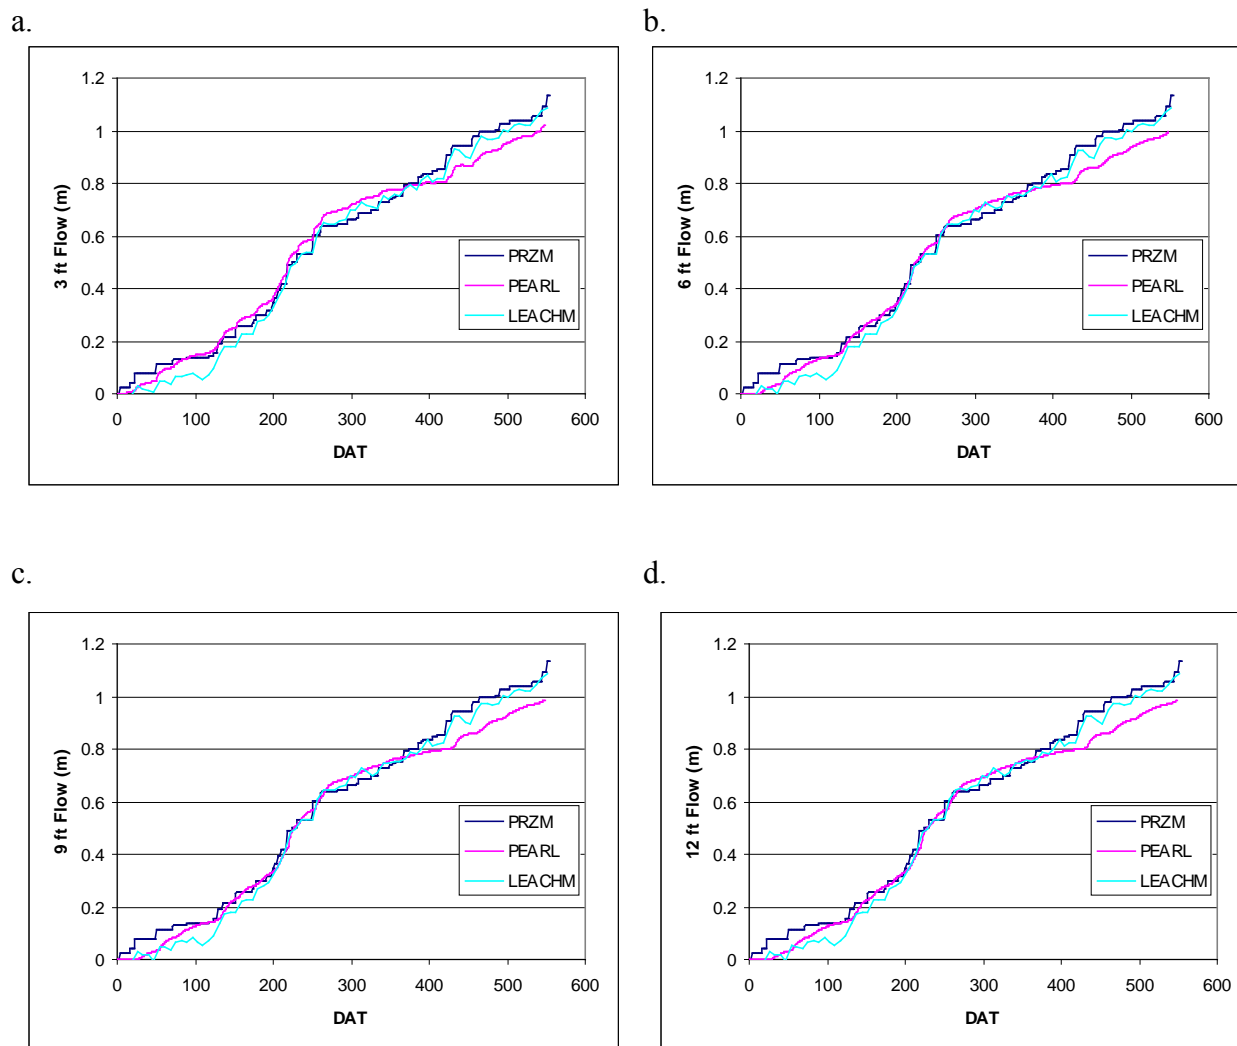 a.
1.2
1
0.8
0.6
0.4
0.2
0
3 ft Flow (m)
PRZM
PEARL
LEACHM
0 100 200 300 400 500 600
DAT
b.
1.2
1
0.8
0.6
0.4
0.2
0
6 ft Flow (m)
PRZM
PEARL
LEACHM
0 100 200 300 400 500 600
DAT
c.
1.2
1
0.8
0.6
0.4
0.2
0
9 ft Flow (m)
PRZM
PEARL
LEACHM
0 100 200 300 400 500 600
DAT
d.
1.2
1
0.8
0.6
0.4
0.2
0
12 ft Flow (m)
PRZM
PEARL
LEACHM
0 100 200 300 400 500 600
DAT